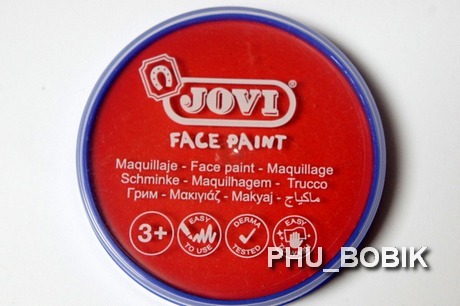 JOVI
FACE PAINT
Maquillaje - Face paint - Maquillage
Schminke - Maquilhagem - Trucco
Грим - Μακιγιάζ - Makyaj - ماكياج
3+ EASY TO USE DERMA TESTED EASY
PHU_BOBIK